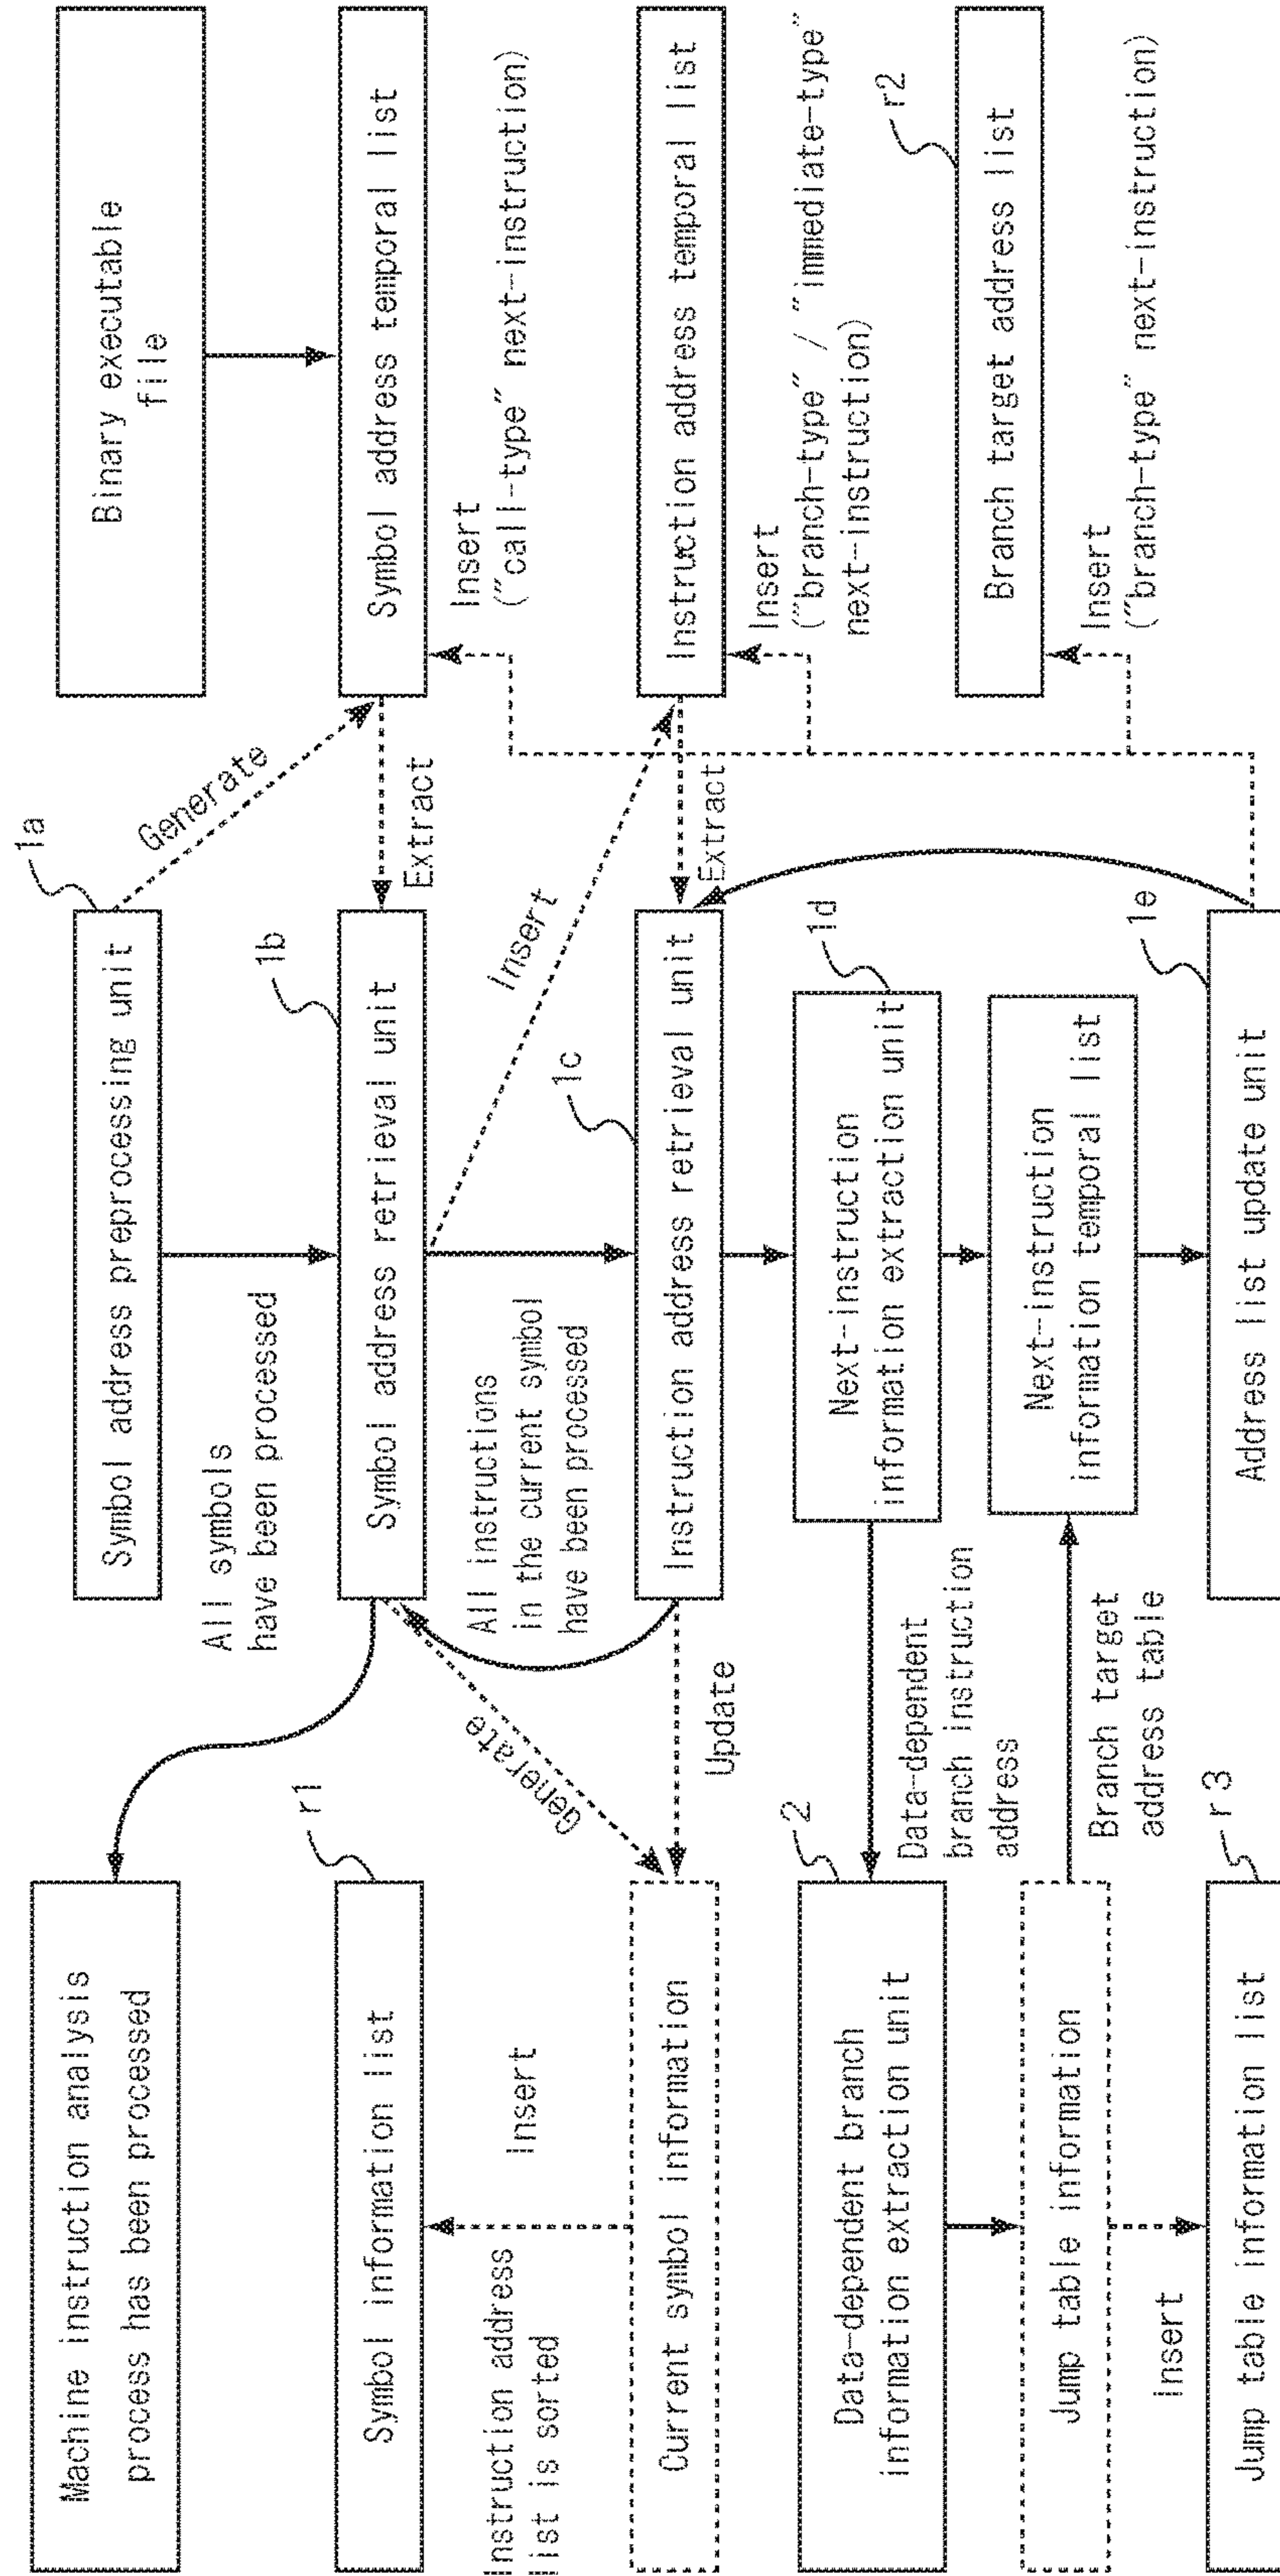 Binary executable
file
Symbol address temporal list
Insert
("call-type" next-instruction)
Instruction address temporal list
Insert
("branch-type" / "immediate-type"
next-instruction)
r2
Branch target address list
Insert
("branch-type" next-instruction)
1a
Generate
Symbol address preprocessing unit
Extract
1b
Symbol address retrieval unit
All symbols
have been processed
Insert
Extract
1c
Instruction address retrieval unit
All instructions
in the current symbol
have been processed
1d
Next-instruction
information extraction unit
Next-instruction
information temporal list
1e
Address list update unit
Machine instruction analysis
process has been processed
r1
Symbol information list
Generate
Update
Insert
Instruction address
list is sorted
Current symbol information
2
Data-dependent
branch instruction
address
Data-dependent branch
information extraction unit
Branch target
address table
Jump table information
insert
r3
Jump table information list